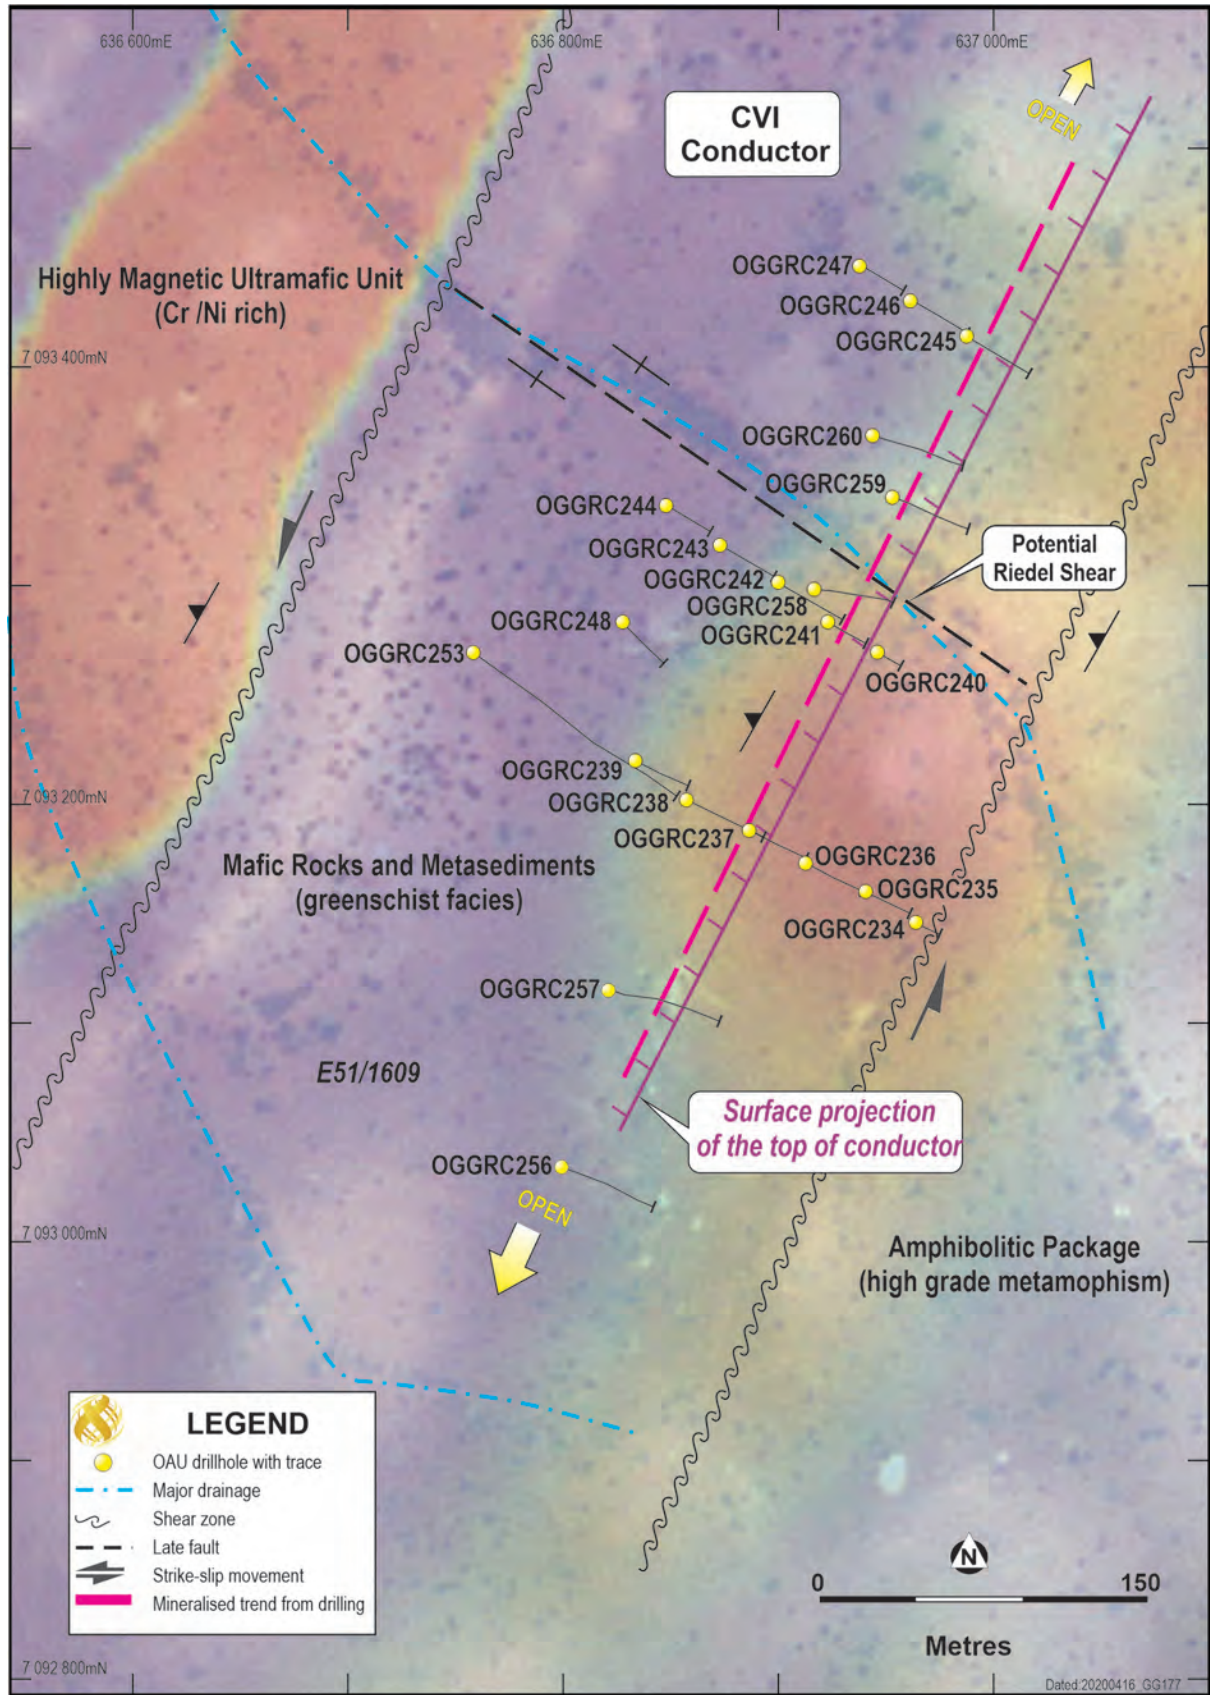 636 600mE
636 800mE
637 000mE
CVI
Conductor
OPEN
Highly Magnetic Ultramafic Unit
(Cr /Ni rich)
OGGRC247
OGGRC246
OGGRC245
7 093 400mN
OGGRC260
OGGRC259
OGGRC244
OGGRC243
OGGRC242
OGGRC258
OGGRC241
Potential
Riedel Shear
OGGRC248
OGGRC253
OGGRC240
OGGRC239
OGGRC238
7 093 200mN
OGGRC237
OGGRC236
OGGRC235
OGGRC234
Mafic Rocks and Metasediments
(greenschist facies)
OGGRC257
E51/1609
Surface projection
of the top of conductor
OGGRC256
OPEN
7 093 000mN
Amphibolitic Package
(high grade metamophism)
LEGEND
OAU drillhole with trace
Major drainage
Shear zone
Late fault
Strike-slip movement
Mineralised trend from drilling
N
0 150
Metres
7 092 800mN
Dated:20200416_GG177